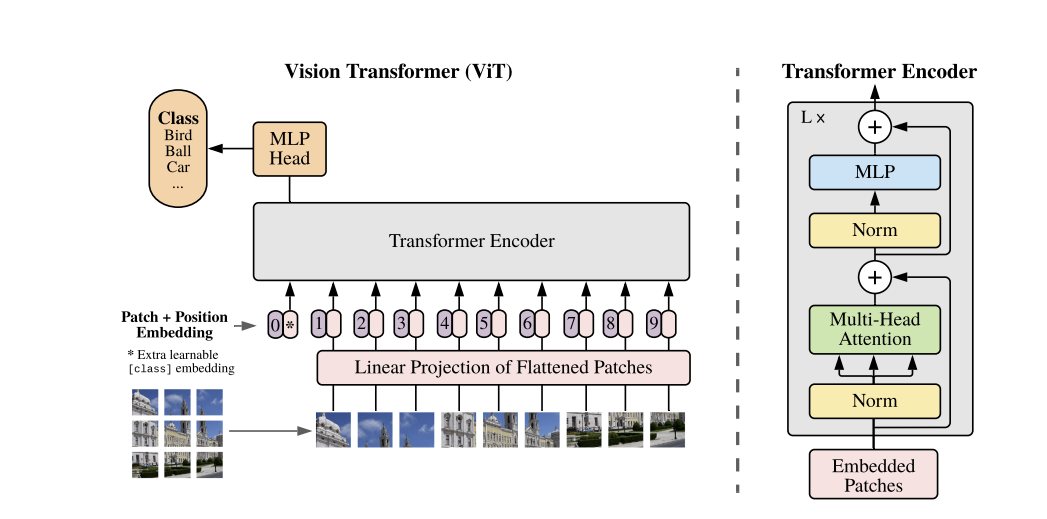 Vision Transformer (ViT)
Class
Bird
Ball
Car
...
MLP
Head
Transformer Encoder
Patch + Position
Embedding
0 * 1 2 3 4 5 6 7 8 9
* Extra learnable
[class] embedding
Linear Projection of Flattened Patches
Transformer Encoder
L ×
+
MLP
Norm
+
Multi-Head
Attention
Norm
Embedded
Patches